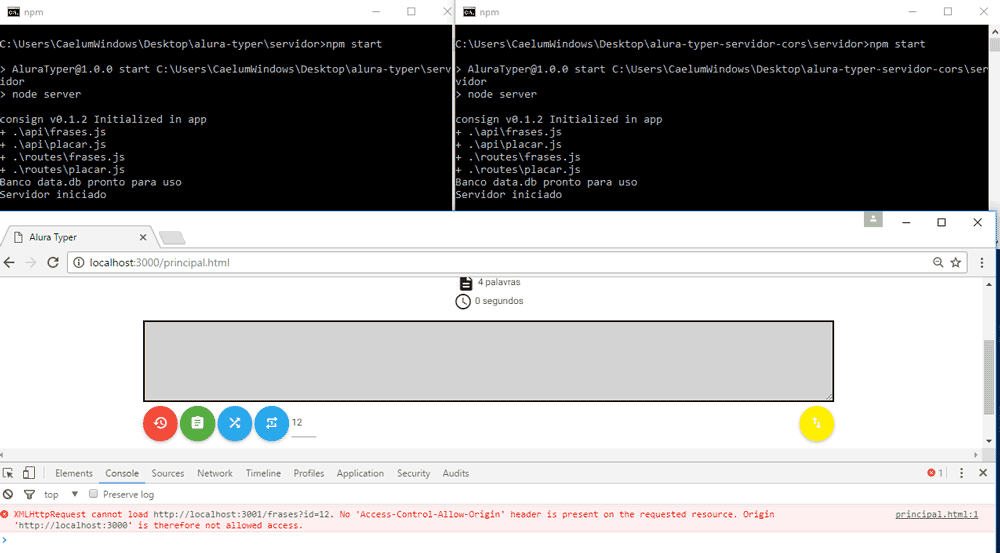 npm
C:\Users\CaelumWindows\Desktop\alura-typer\servidor>npm start
> AluraTyper@1.0.0 start C:\Users\CaelumWindows\Desktop\alura-typer\serv
idor
> node server
consign v0.1.2 Initialized in app
+ .\api\frases.js
+ .\api\placar.js
+ .\routes\frases.js
+ .\routes\placar.js
Banco data.db pronto para uso
Servidor iniciado
npm
C:\Users\CaelumWindows\Desktop\alura-typer-servidor-cors\servidor>npm start
> AluraTyper@1.0.0 start C:\Users\CaelumWindows\Desktop\alura-typer-servidor-cors\ser
vidor
> node server
consign v0.1.2 Initialized in app
+ .\api\frases.js
+ .\api\placar.js
+ .\routes\frases.js
+ .\routes\placar.js
Banco data.db pronto para uso
Servidor iniciado
Alura Typer
localhost:3000/principal.html
4 palavras
0 segundos
12
Elements Console Sources Network Timeline Profiles Application Security Audits 1
top Preserve log
XMLHttpRequest cannot load http://localhost:3001/frases?id=12. No 'Access-Control-Allow-Origin' header is present on the requested resource. Origin principal.html:1
'http://localhost:3000' is therefore not allowed access.
>